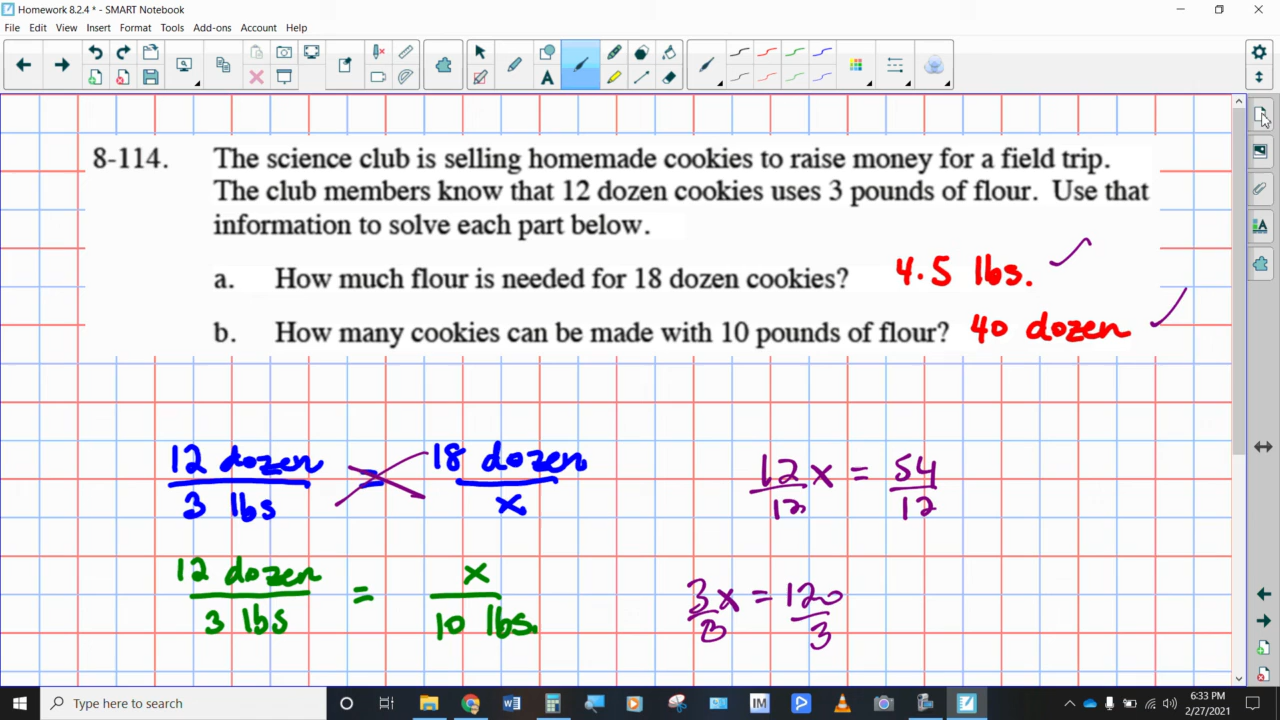 Homework 8.2.4 * - SMART Notebook
File Edit View Insert Format Tools Add-ons Account Help
8-114. The science club is selling homemade cookies to raise money for a field trip.
The club members know that 12 dozen cookies uses 3 pounds of flour. Use that
information to solve each part below.
a. How much flour is needed for 18 dozen cookies? 4.5 lbs.
b. How many cookies can be made with 10 pounds of flour? 40 dozen
12 dozen = 18 dozen
3 lbs x
12x = 54
12 12
12 dozen = x
3 lbs 10 lbs.
3x = 120
3 3
Type here to search
IM
6:33 PM
2/27/2021